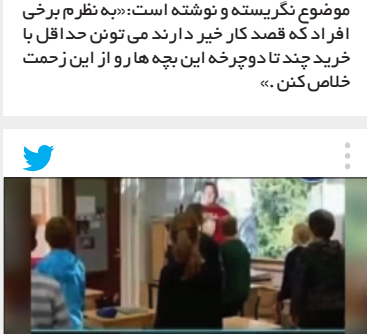 موضوع نگریسته و نوشته است:«به نظرم برخی
افراد که قصد کار خیر دارند می تونن حداقل با
خرید چند تا دوچرخه این بچه ها رو از این زحمت
خلاص کنن .»